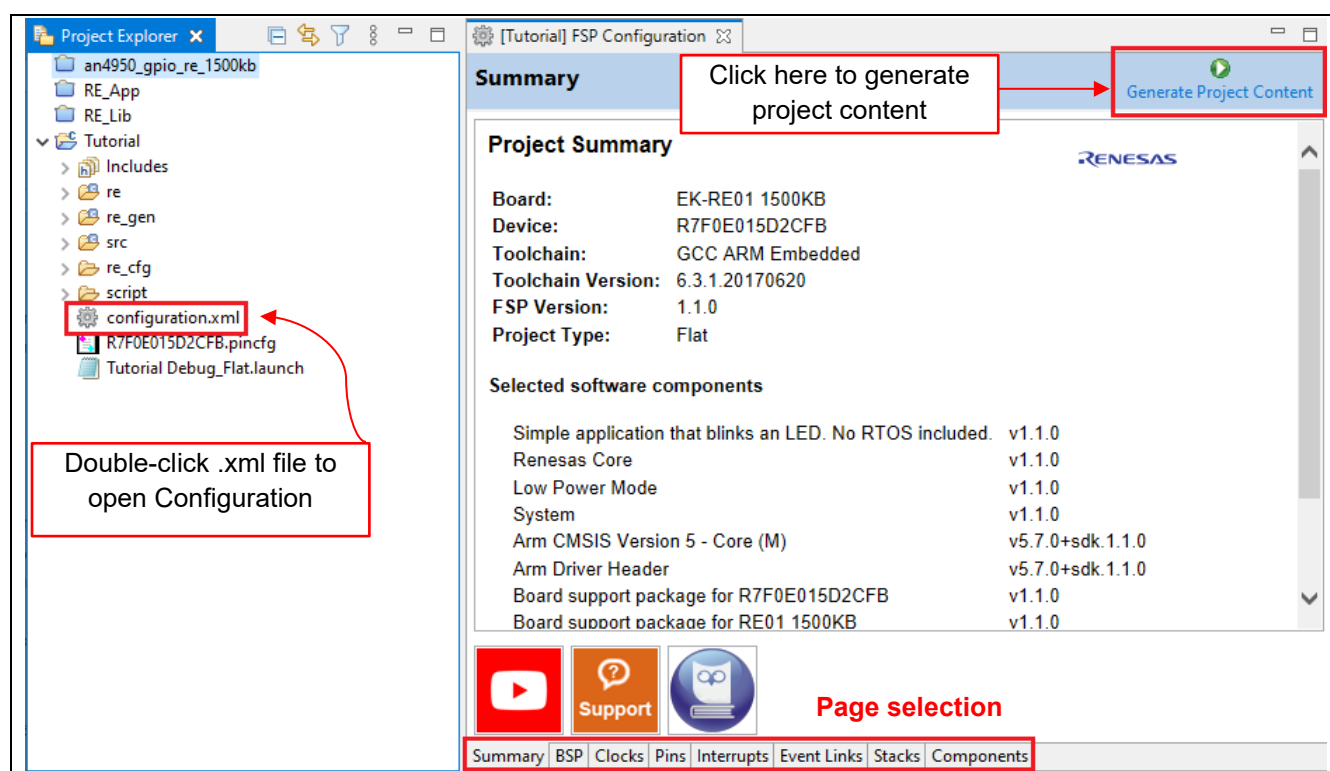 Project Explorer
an4950_gpio_re_1500kb
RE_App
RE_Lib
Tutorial
Includes
re
re_gen
src
re_cfg
script
configuration.xml
R7F0E015D2CFB.pincfg
Tutorial Debug_Flat.launch
Double-click .xml file to
open Configuration
[Tutorial] FSP Configuration
Summary
Click here to generate
project content
Generate Project Content
Project Summary
RENESAS
Board: EK-RE01 1500KB
Device: R7F0E015D2CFB
Toolchain: GCC ARM Embedded
Toolchain Version: 6.3.1.20170620
FSP Version: 1.1.0
Project Type: Flat
Selected software components
Simple application that blinks an LED. No RTOS included. v1.1.0
Renesas Core v1.1.0
Low Power Mode v1.1.0
System v1.1.0
Arm CMSIS Version 5 - Core (M) v5.7.0+sdk.1.1.0
Arm Driver Header v5.7.0+sdk.1.1.0
Board support package for R7F0E015D2CFB v1.1.0
Board support package for RE01 1500KB v1.1.0
Support
Page selection
Summary BSP Clocks Pins Interrupts Event Links Stacks Components